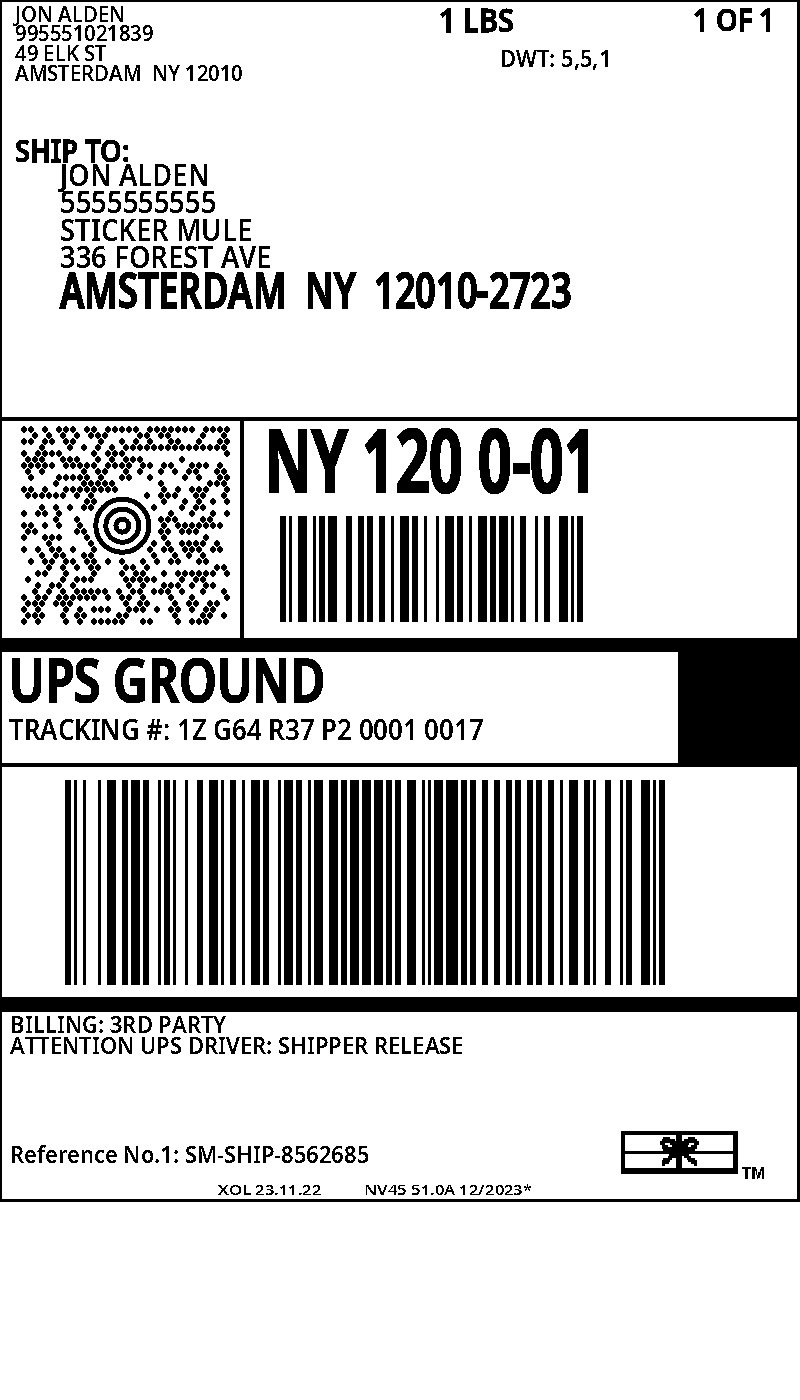 JON ALDEN
995551021839
49 ELK ST
AMSTERDAM NY 12010
1 LBS
1 OF 1
DWT: 5,5,1
SHIP TO:
JON ALDEN
5555555555
STICKER MULE
336 FOREST AVE
AMSTERDAM NY 12010-2723
NY 120 0-01
UPS GROUND
TRACKING #: 1Z G64 R37 P2 0001 0017
BILLING: 3RD PARTY
ATTENTION UPS DRIVER: SHIPPER RELEASE
Reference No.1: SM-SHIP-8562685
TM
XOL 23.11.22 NV45 51.0A 12/2023*